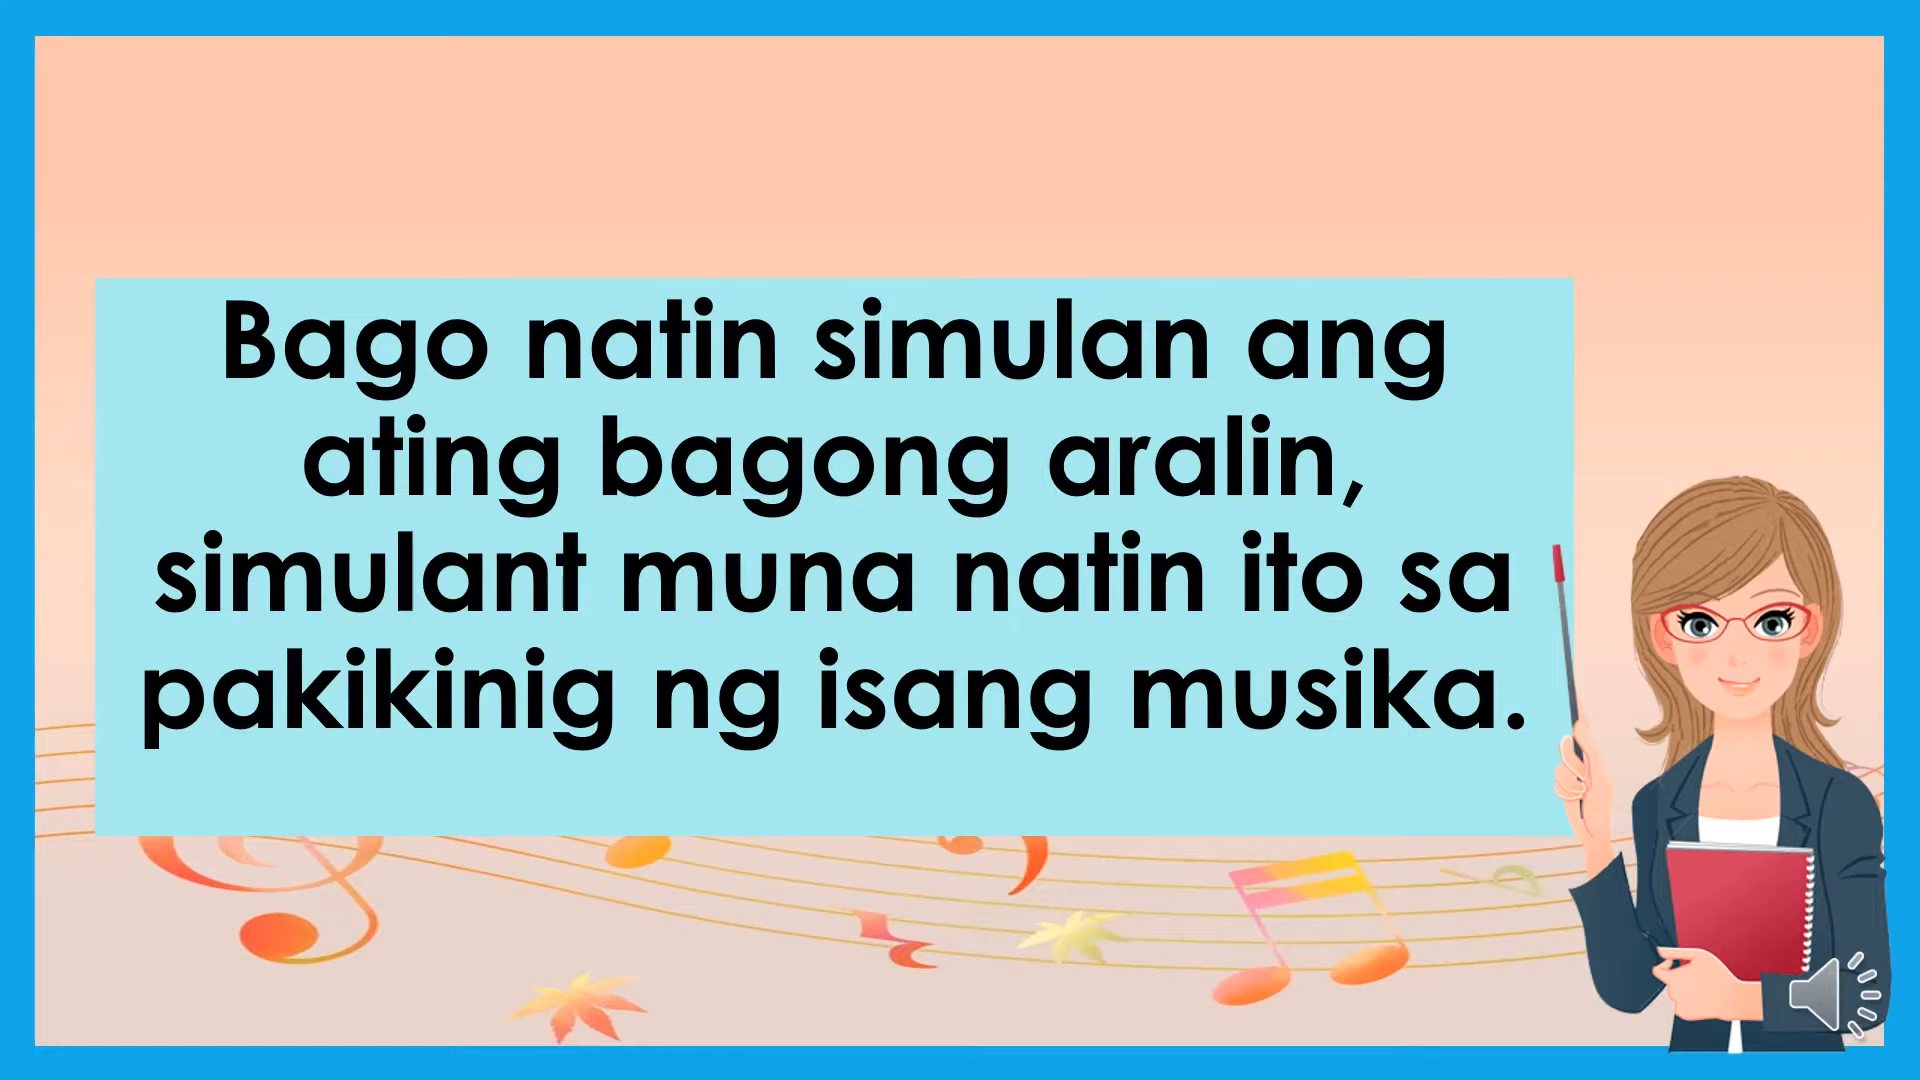 Bago natin simulan ang
ating bagong aralin,
simulant muna natin ito sa
pakikinig ng isang musika.